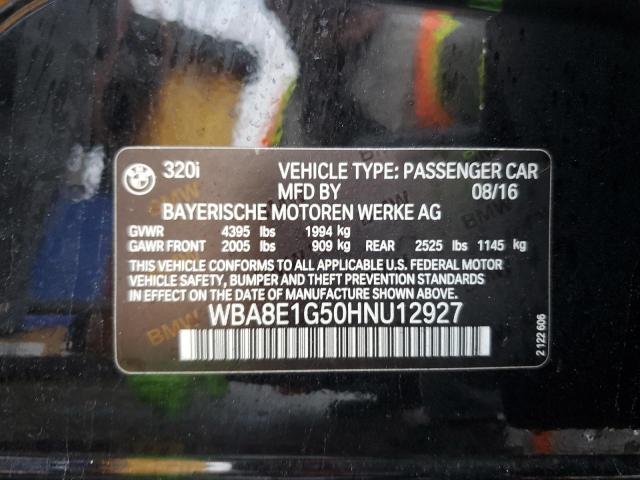 320i VEHICLE TYPE: PASSENGER CAR
MFD BY 08/16
BAYERISCHE MOTOREN WERKE AG
GVWR 4395 lbs 1994 kg
GAWR FRONT 2005 lbs 909 kg REAR 2525 lbs 1145 kg
THIS VEHICLE CONFORMS TO ALL APPLICABLE U.S. FEDERAL MOTOR
VEHICLE SAFETY, BUMPER AND THEFT PREVENTION STANDARDS
IN EFFECT ON THE DATE OF MANUFACTURE SHOWN ABOVE.
WBA8E1G50HNU12927
2 122 606